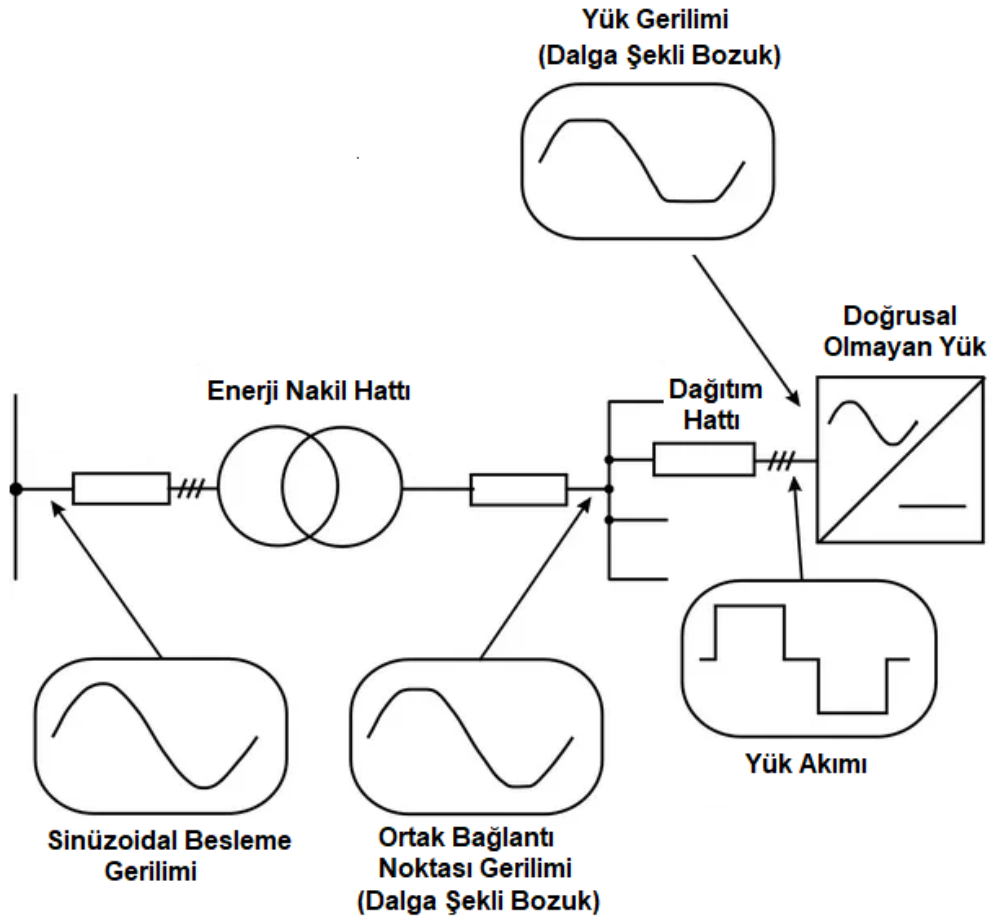 Yük Gerilimi
(Dalga Şekli Bozuk)
Doğrusal
Olmayan Yük
Enerji Nakil Hattı
Dağıtım
Hattı
Yük Akımı
Sinüzoidal Besleme
Gerilimi
Ortak Bağlantı
Noktası Gerilimi
(Dalga Şekli Bozuk)